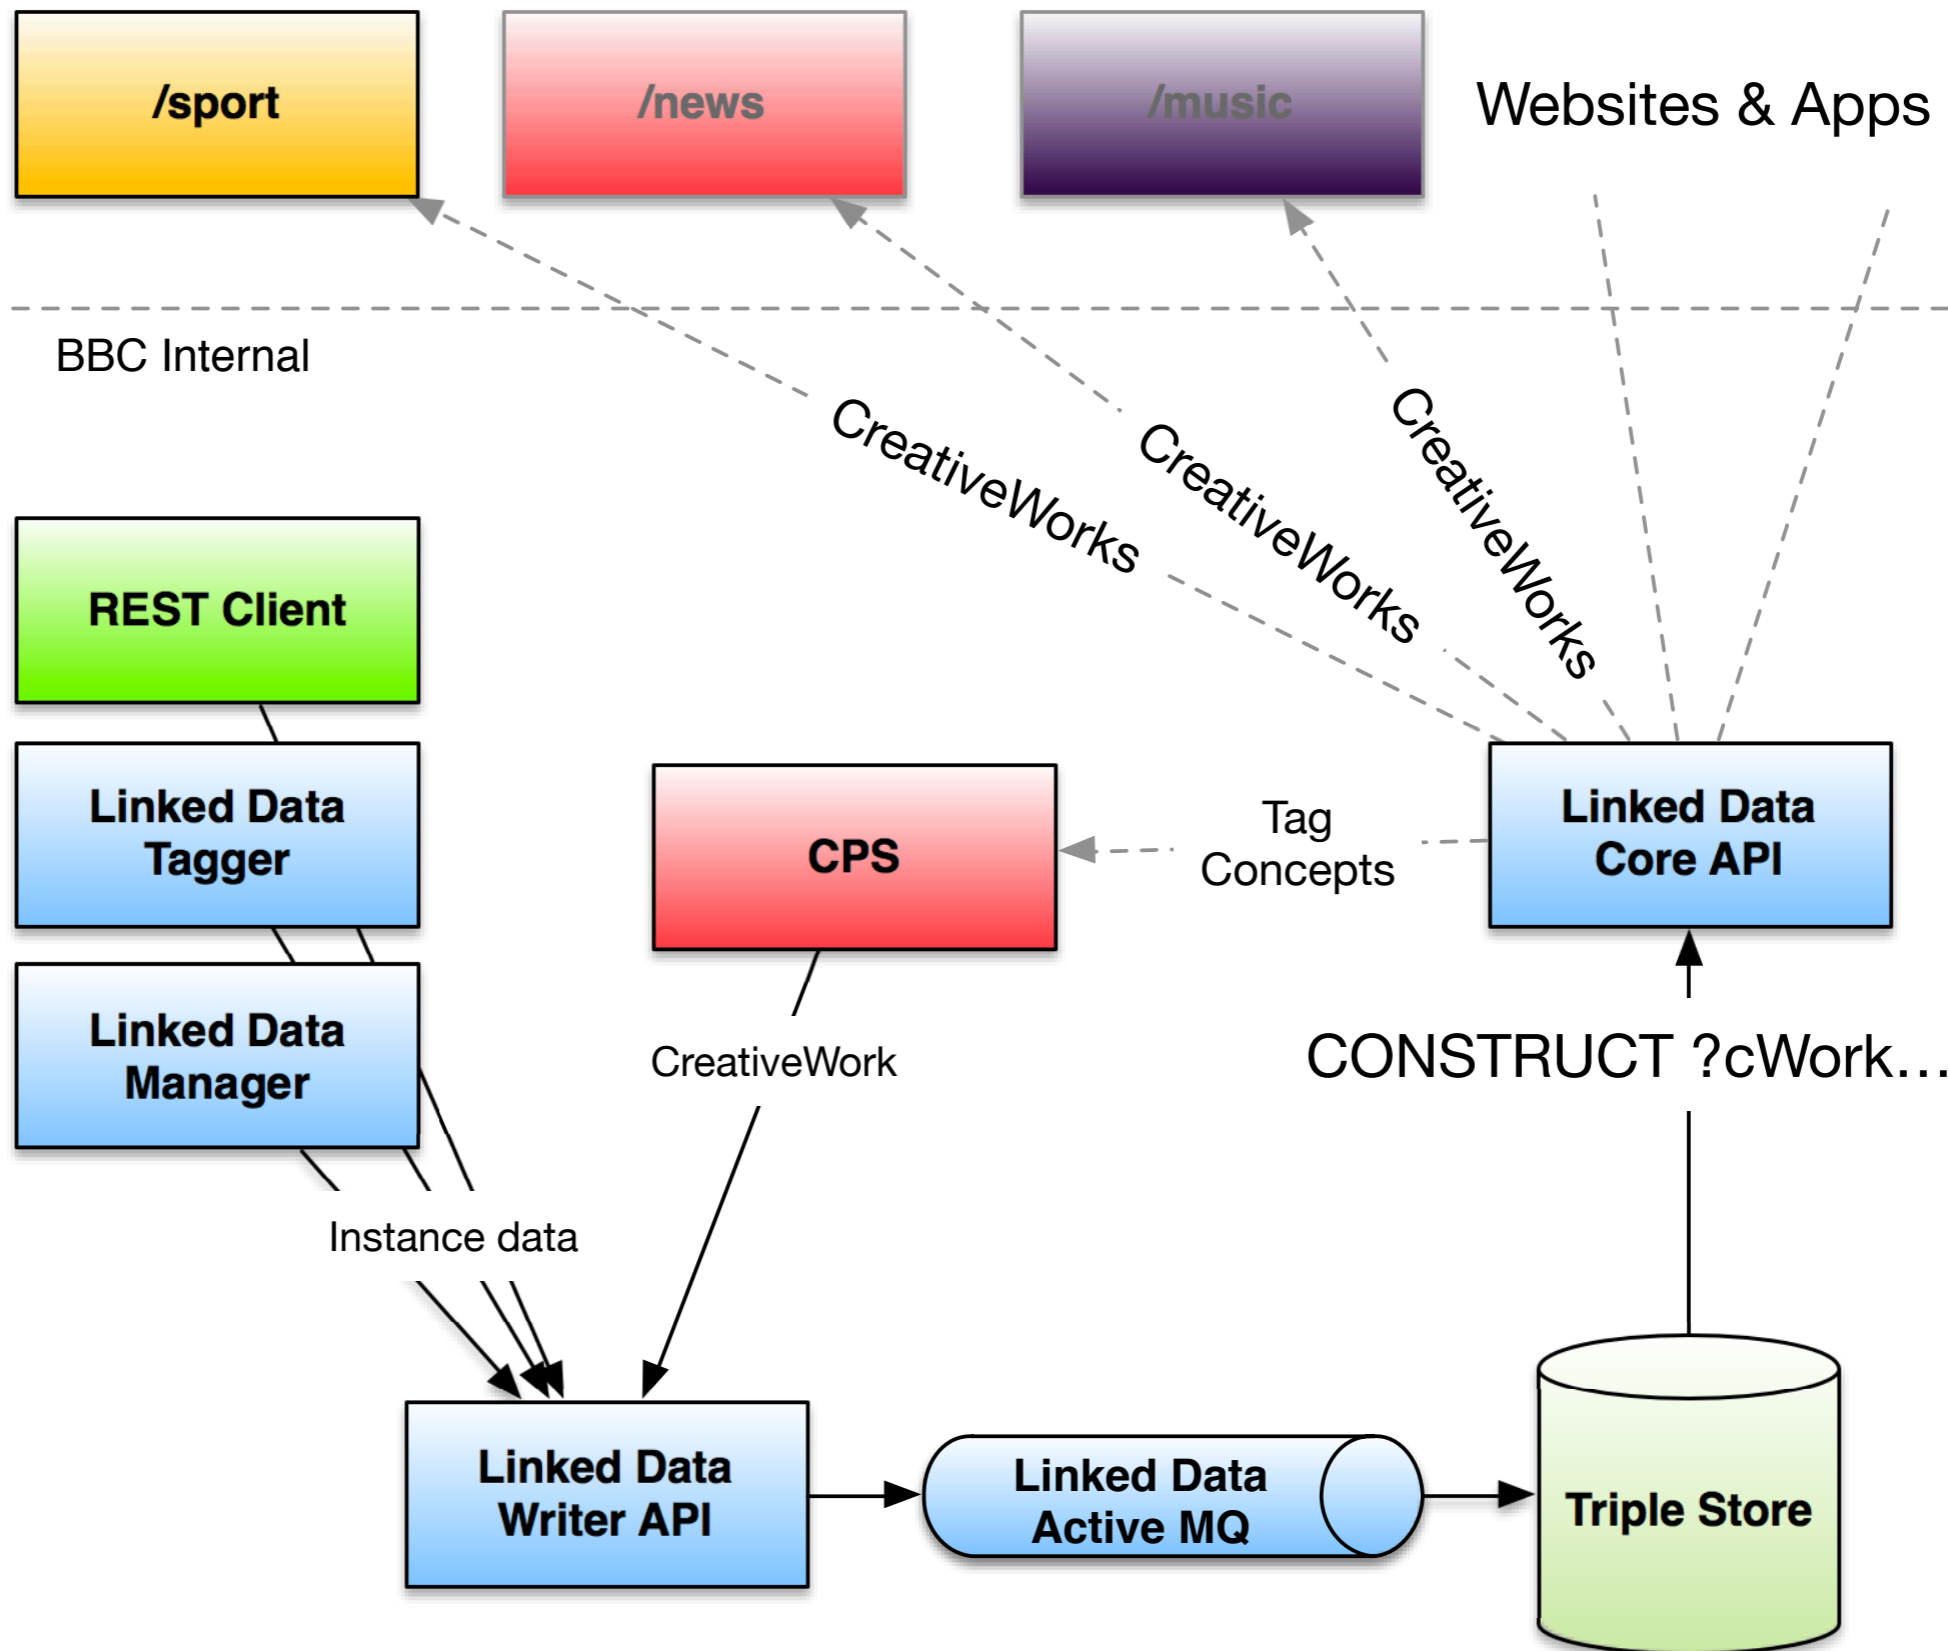 /sport
/news
/music
Websites & Apps
BBC Internal
CreativeWorks
CreativeWorks
CreativeWorks
REST Client
Linked Data
Tagger
CPS
Tag
Concepts
Linked Data
Core API
Linked Data
Manager
CreativeWork
CONSTRUCT ?cWork...
Instance data
Linked Data
Writer API
Linked Data
Active MQ
Triple Store